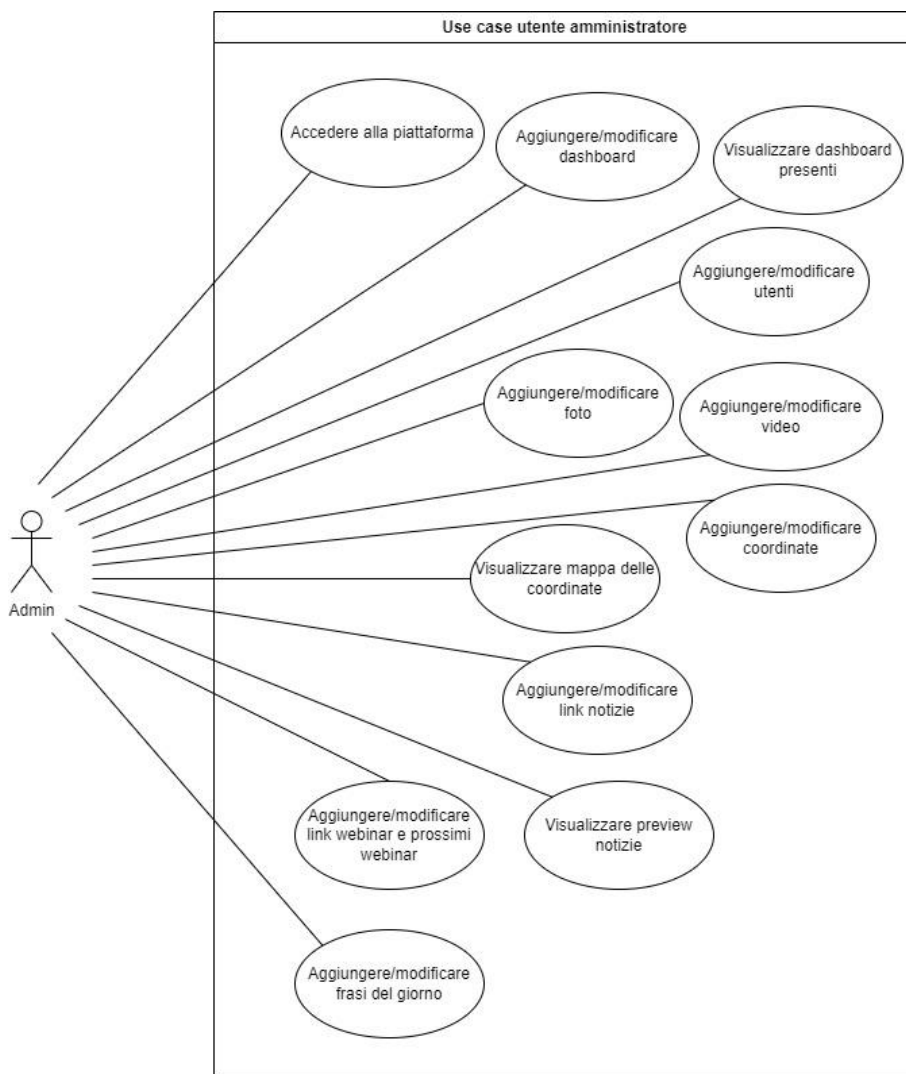 Use case utente amministratore
Accedere alla piattaforma
Aggiungere/modificare
dashboard
Visualizzare dashboard
presenti
Aggiungere/modificare
utenti
Aggiungere/modificare
foto
Aggiungere/modificare
video
Aggiungere/modificare
coordinate
Visualizzare mappa delle
coordinate
Admin
Aggiungere/modificare
link notizie
Aggiungere/modificare
link webinar e prossimi
webinar
Visualizzare preview
notizie
Aggiungere/modificare
frasi del giorno